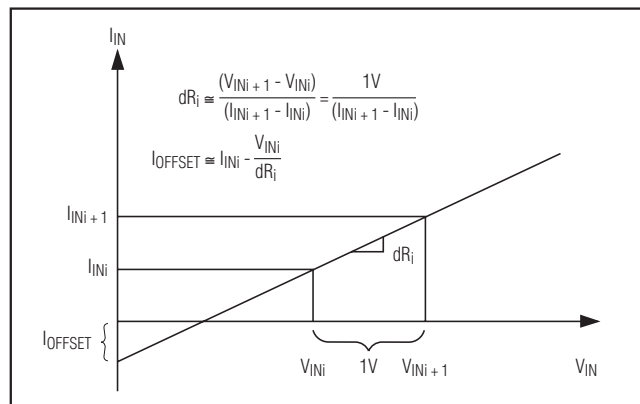 I_IN
dR_i ≅ (V_INi + 1 - V_INi) / (I_INi + 1 - I_INi) = 1V / (I_INi + 1 - I_INi)
I_OFFSET ≅ I_INi - V_INi / dR_i
I_INi + 1
I_INi
dR_i
I_OFFSET
V_INi 1V V_INi + 1 V_IN